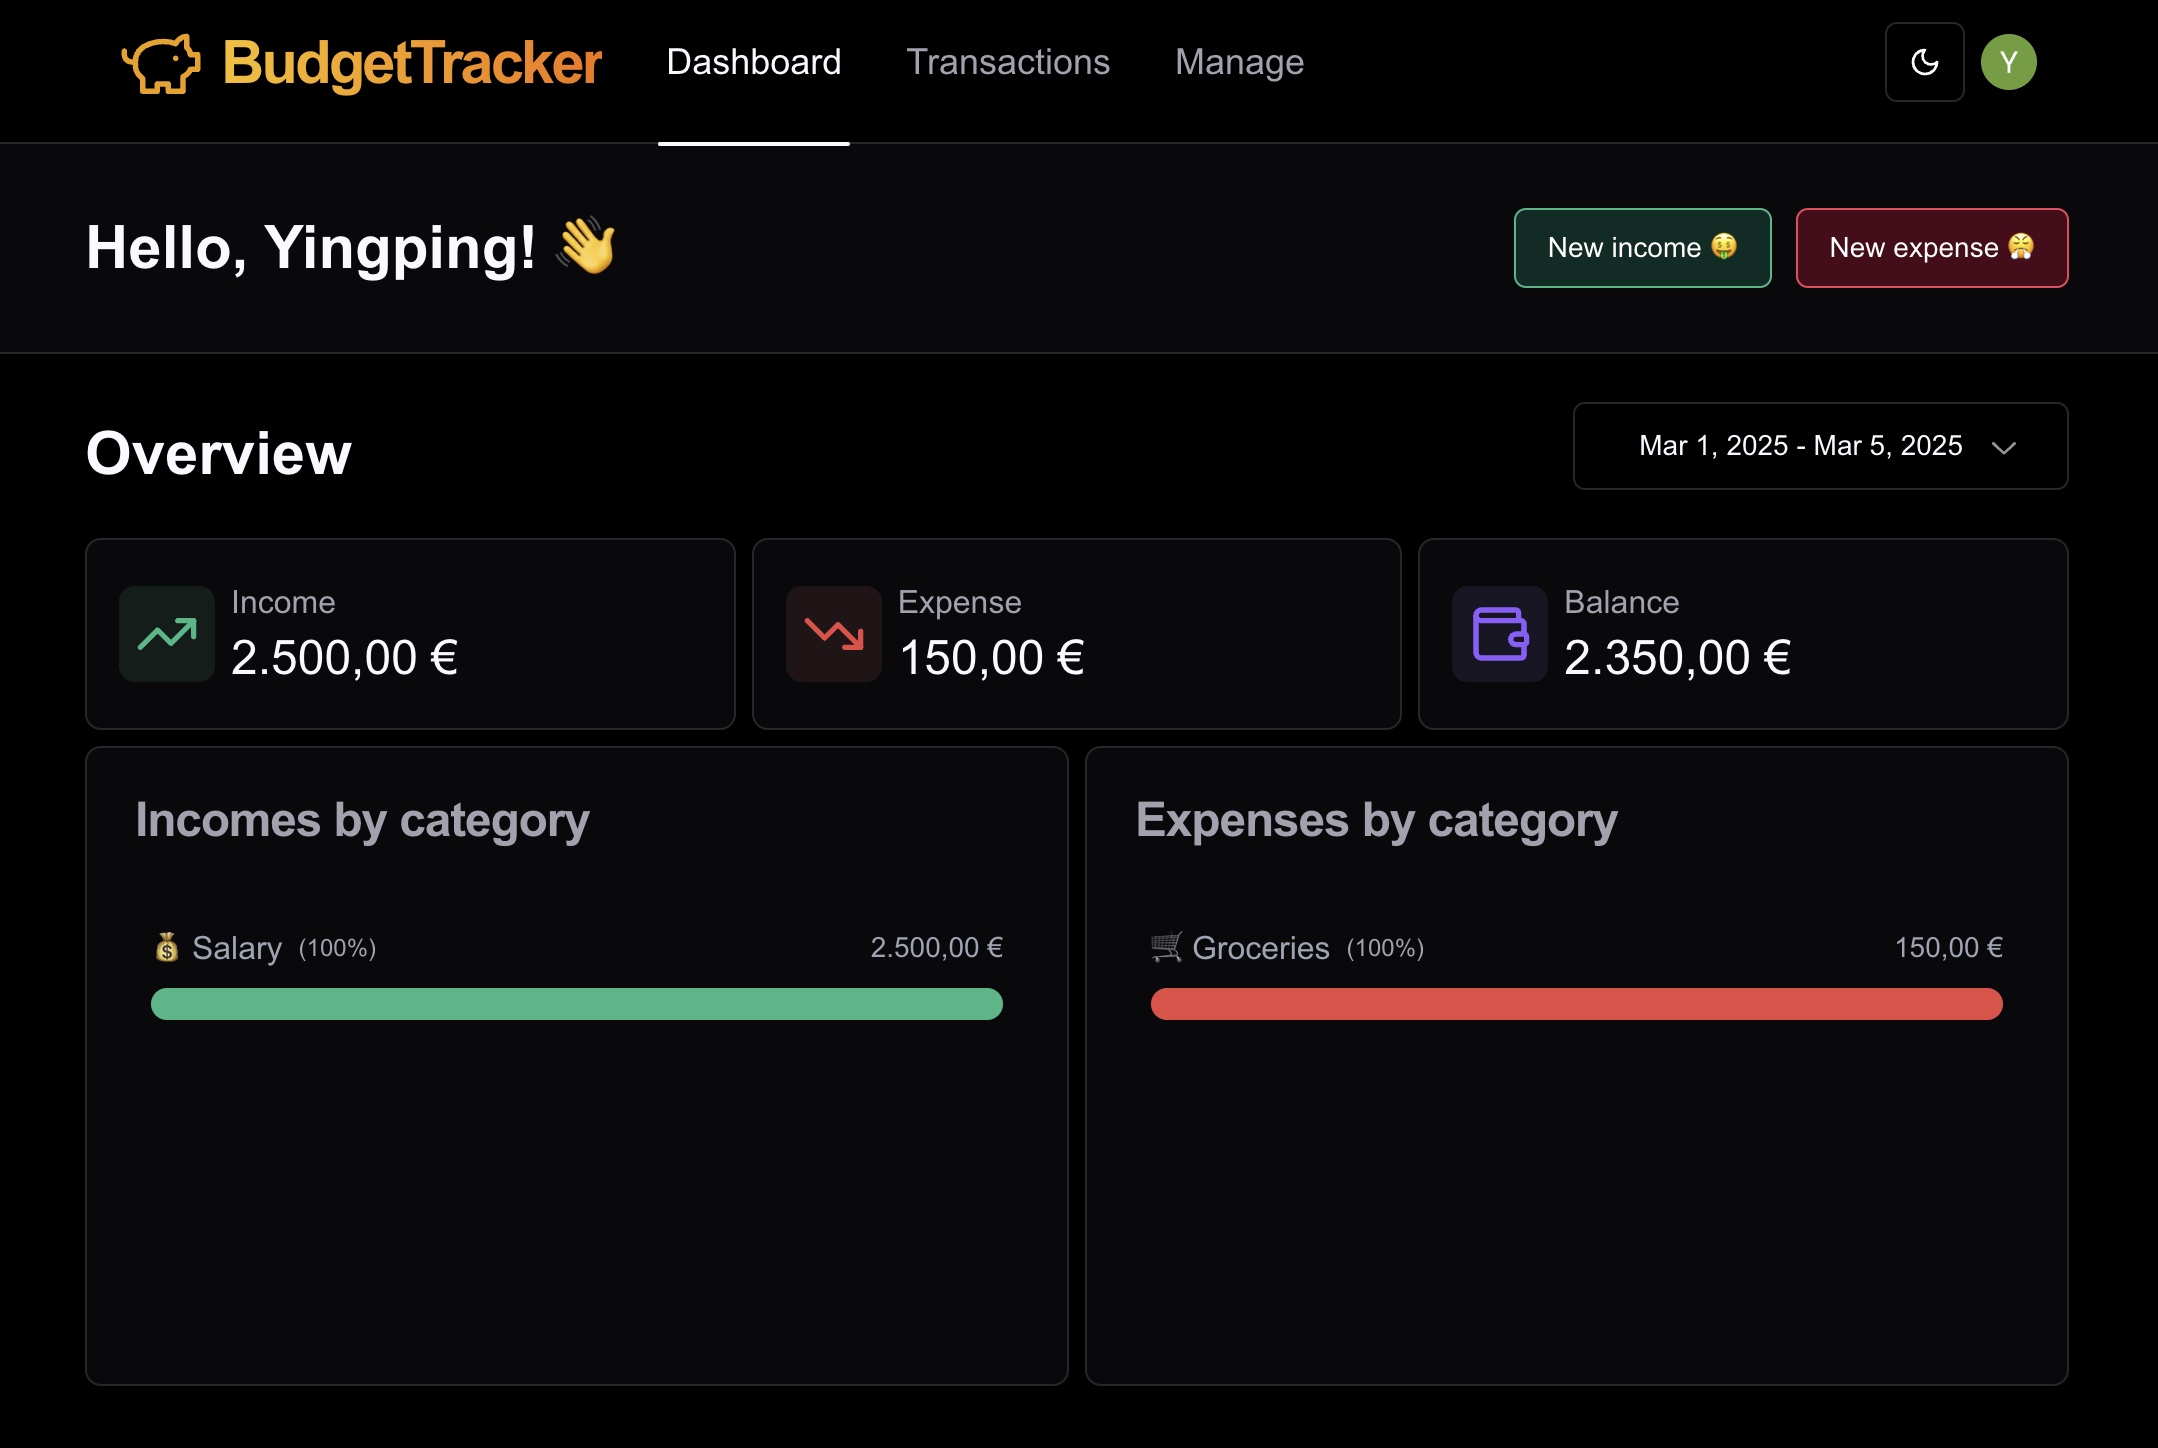 BudgetTracker Dashboard Transactions Manage Y
Hello, Yingping! 👋 New income 🤑 New expense 😤
Overview Mar 1, 2025 - Mar 5, 2025
Income Expense Balance
2.500,00 € 150,00 € 2.350,00 €
Incomes by category
💰 Salary (100%) 2.500,00 €
Expenses by category
🛒 Groceries (100%) 150,00 €